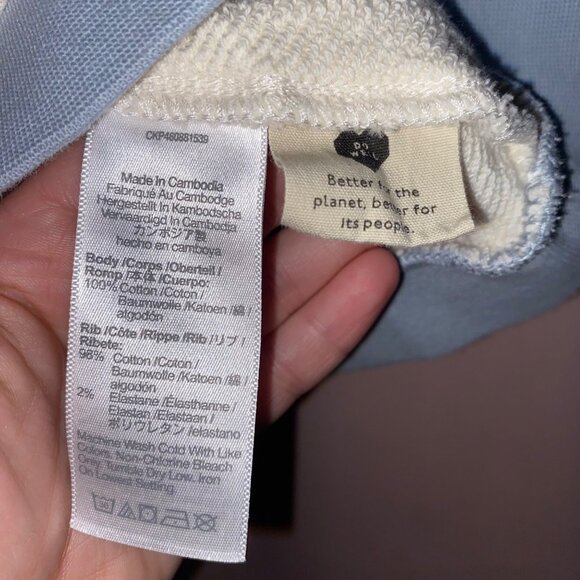 CKP460881539
Made In Cambodia
Fabriqué Au Cambodge
Hergestellt In Kambodscha
Vervaardigd In Cambodja
カンボジア製
hecho en camboya
Body /Corps /Oberteil /
Romp /本体 /Cuerpo:
100% Cotton /Coton /
Baumwolle /Katoen /綿 /
algodón
Rib /Côte /Rippe /Rib /リブ /
Ribete:
98% Cotton /Coton /
Baumwolle /Katoen /綿 /
algodón
2% Elastane /Élasthanne /
Elastan /Elastaan /
ポリウレタン /elastano
Machine Wash Cold With Like
Colors. Non-Chlorine Bleach
Only. Tumble Dry Low. Iron
On Lowest Setting.
DO
WELL
Better the
planet, better for
its people.